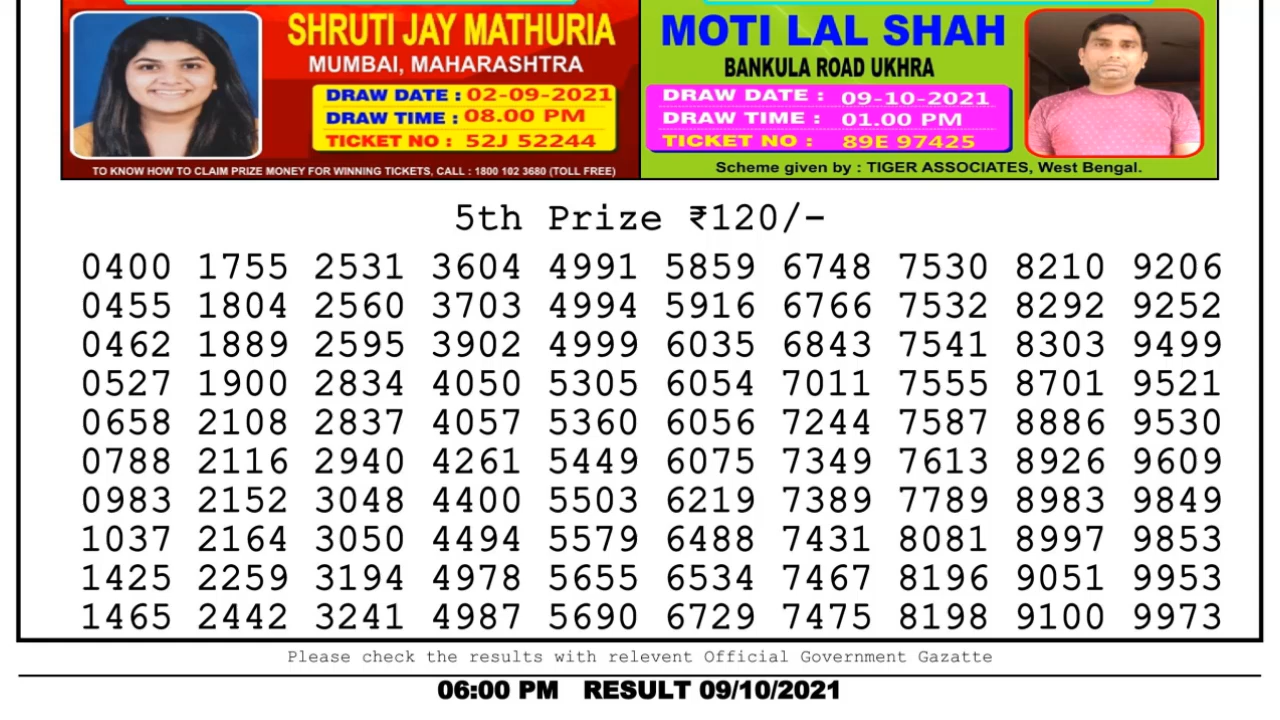 SHRUTI JAY MATHURIA
MUMBAI, MAHARASHTRA
DRAW DATE : 02-09-2021
DRAW TIME : 08.00 PM
TICKET NO : 52J 52244
TO KNOW HOW TO CLAIM PRIZE MONEY FOR WINNING TICKETS, CALL : 1800 102 3680 (TOLL FREE)
MOTI LAL SHAH
BANKULA ROAD UKHRA
DRAW DATE : 09-10-2021
DRAW TIME : 01.00 PM
TICKET NO : 89E 97425
Scheme given by : TIGER ASSOCIATES, West Bengal.
5th Prize ₹120/-
0400 1755 2531 3604 4991 5859 6748 7530 8210 9206
0455 1804 2560 3703 4994 5916 6766 7532 8292 9252
0462 1889 2595 3902 4999 6035 6843 7541 8303 9499
0527 1900 2834 4050 5305 6054 7011 7555 8701 9521
0658 2108 2837 4057 5360 6056 7244 7587 8886 9530
0788 2116 2940 4261 5449 6075 7349 7613 8926 9609
0983 2152 3048 4400 5503 6219 7389 7789 8983 9849
1037 2164 3050 4494 5579 6488 7431 8081 8997 9853
1425 2259 3194 4978 5655 6534 7467 8196 9051 9953
1465 2442 3241 4987 5690 6729 7475 8198 9100 9973
Please check the results with relevent Official Government Gazatte
06:00 PM RESULT 09/10/2021